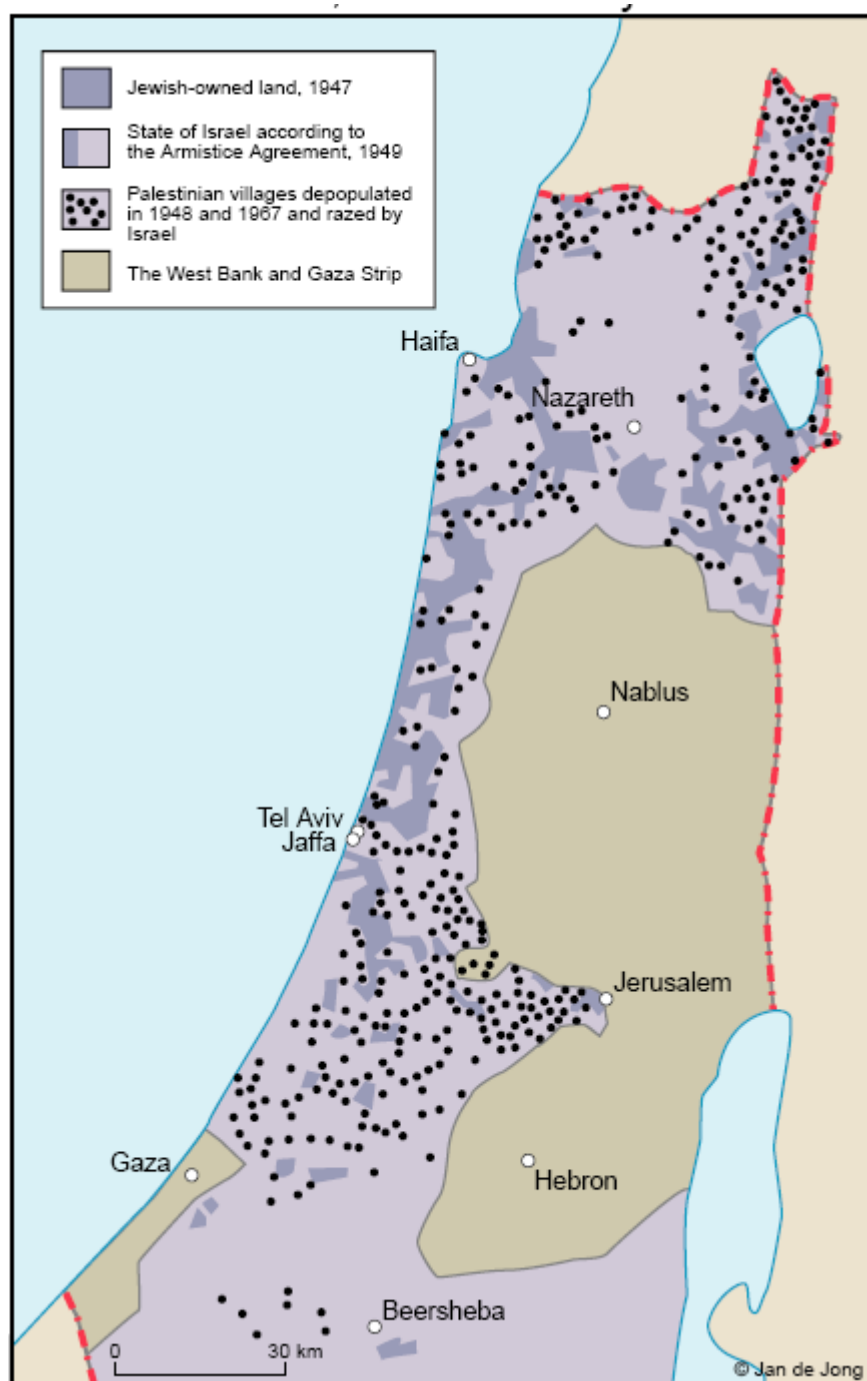 Jewish-owned land, 1947
State of Israel according to
the Armistice Agreement, 1949
Palestinian villages depopulated
in 1948 and 1967 and razed by
Israel
The West Bank and Gaza Strip
Haifa
Nazareth
Nablus
Tel Aviv
Jaffa
Jerusalem
Gaza
Hebron
Beersheba
0 30 km
© Jan de Jong